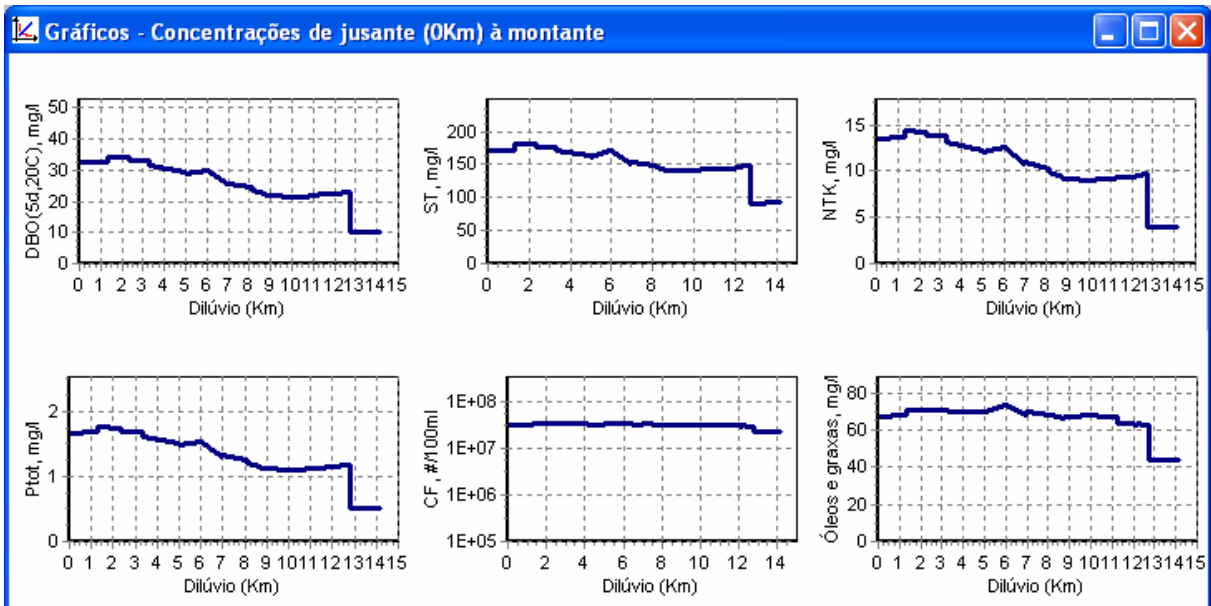 Gráficos - Concentrações de jusante (0Km) à montante
DBO(5d,20C), mg/l
50
40
30
20
10
0
0 1 2 3 4 5 6 7 8 9 10 11 12 13 14 15
Dilúvio (Km)
ST, mg/l
200
150
100
50
0
0 2 4 6 8 10 12 14
Dilúvio (Km)
NTK, mg/l
15
10
5
0
0 1 2 3 4 5 6 7 8 9 10 11 12 13 14 15
Dilúvio (Km)
Ptot, mg/l
2
1
0
0 1 2 3 4 5 6 7 8 9 10 11 12 13 14 15
Dilúvio (Km)
CF, #/100ml
1E+08
1E+07
1E+06
1E+05
0 2 4 6 8 10 12 14
Dilúvio (Km)
Óleos e graxas, mg/l
80
60
40
20
0
0 1 2 3 4 5 6 7 8 9 10 11 12 13 14 15
Dilúvio (Km)